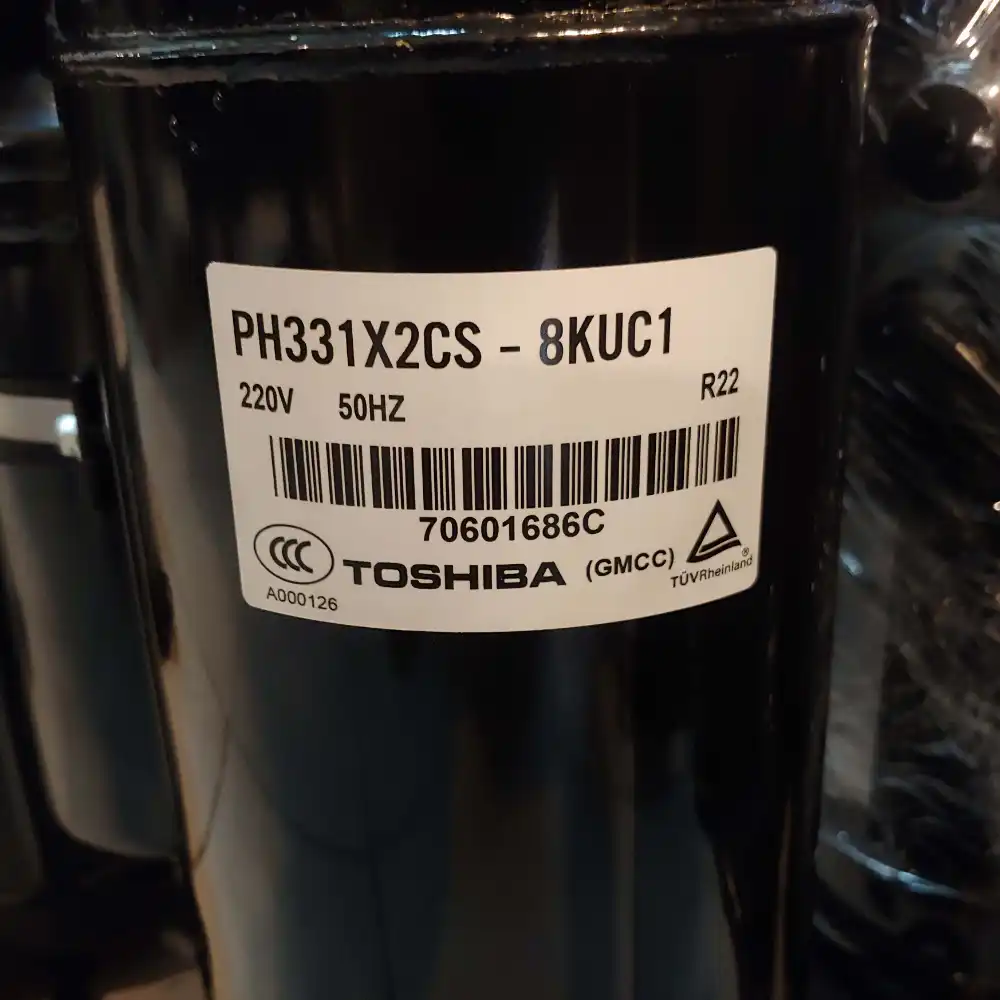 PH331X2CS - 8KUC1
220V 50HZ R22
70601686C
CCC TOSHIBA (GMCC) TÜVRheinland®
A000126